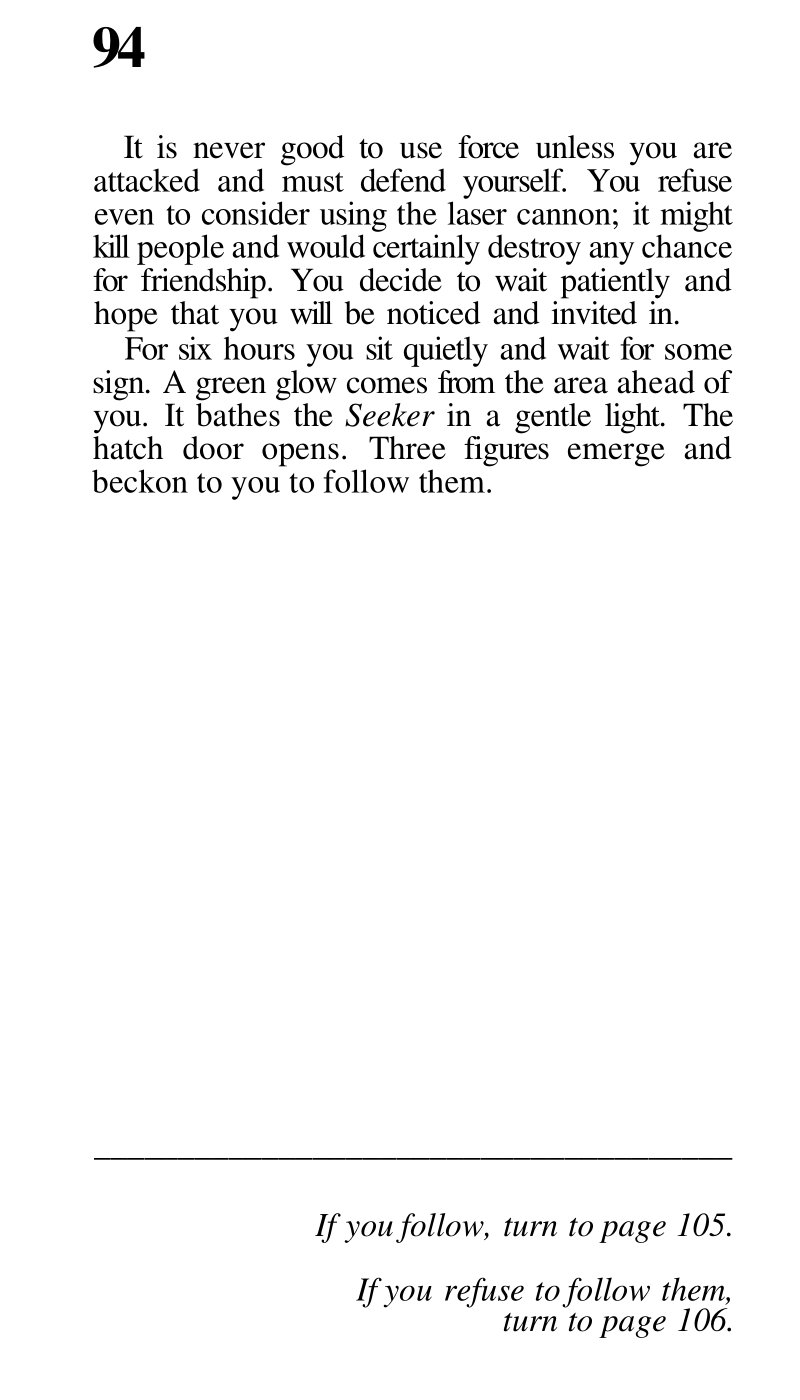 94
It is never good to use force unless you are
attacked and must defend yourself. You refuse
even to consider using the laser cannon; it might
kill people and would certainly destroy any chance
for friendship. You decide to wait patiently and
hope that you will be noticed and invited in.
For six hours you sit quietly and wait for some
sign. A green glow comes from the area ahead of
you. It bathes the Seeker in a gentle light. The
hatch door opens. Three figures emerge and
beckon to you to follow them.
If you follow, turn to page 105.
If you refuse to follow them,
turn to page 106.